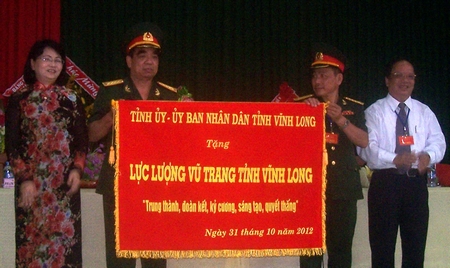 TỈNH ỦY - ỦY BAN NHÂN DÂN TỈNH VĨNH LONG
Tặng
LỰC LƯỢNG VŨ TRANG TỈNH VĨNH LONG
"Trung thành, đoàn kết, kỷ cương, sáng tạo, quyết thắng"
Ngày 31 tháng 10 năm 2012